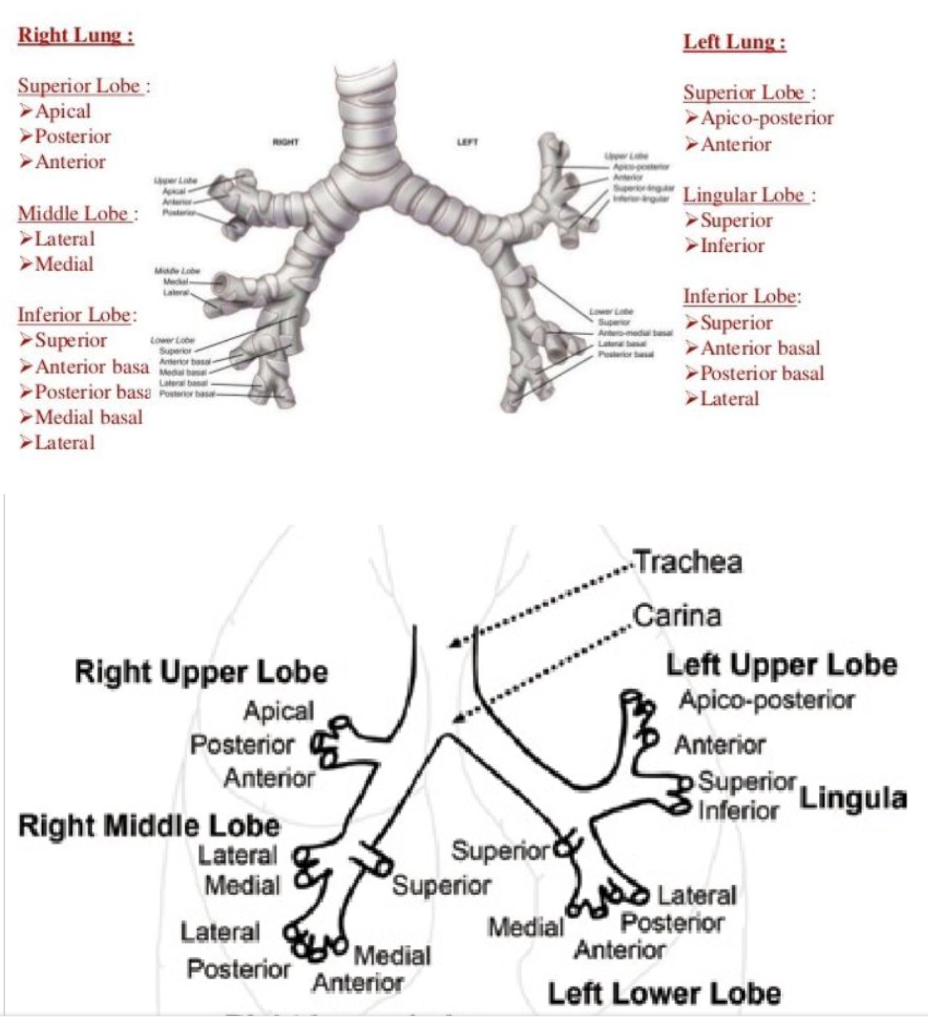 Right Lung :
Superior Lobe :
➢Apical
➢Posterior
➢Anterior
Middle Lobe :
➢Lateral
➢Medial
Inferior Lobe:
➢Superior
➢Anterior basa
➢Posterior basa
➢Medial basal
➢Lateral
RIGHT
LEFT
Upper Lobe
Apical
Anterior
Posterior
Middle Lobe
Medial
Lateral
Lower Lobe
Superior
Anterior basal
Medial basal
Lateral basal
Posterior basal
Upper Lobe
Apico-posterior
Anterior
Superior-lingular
Inferior-lingular
Lower Lobe
Superior
Antero-medial basal
Lateral basal
Posterior basal
Left Lung :
Superior Lobe :
➢Apico-posterior
➢Anterior
Lingular Lobe :
➢Superior
➢Inferior
Inferior Lobe:
➢Superior
➢Anterior basal
➢Posterior basal
➢Lateral
Trachea
Carina
Right Upper Lobe
Apical
Posterior
Anterior
Left Upper Lobe
Apico-posterior
Anterior
Superior
Inferior
Lingula
Right Middle Lobe
Lateral
Medial
Superior
Lateral
Posterior
Anterior
Medial
Superior
Medial
Anterior
Posterior
Lateral
Left Lower Lobe